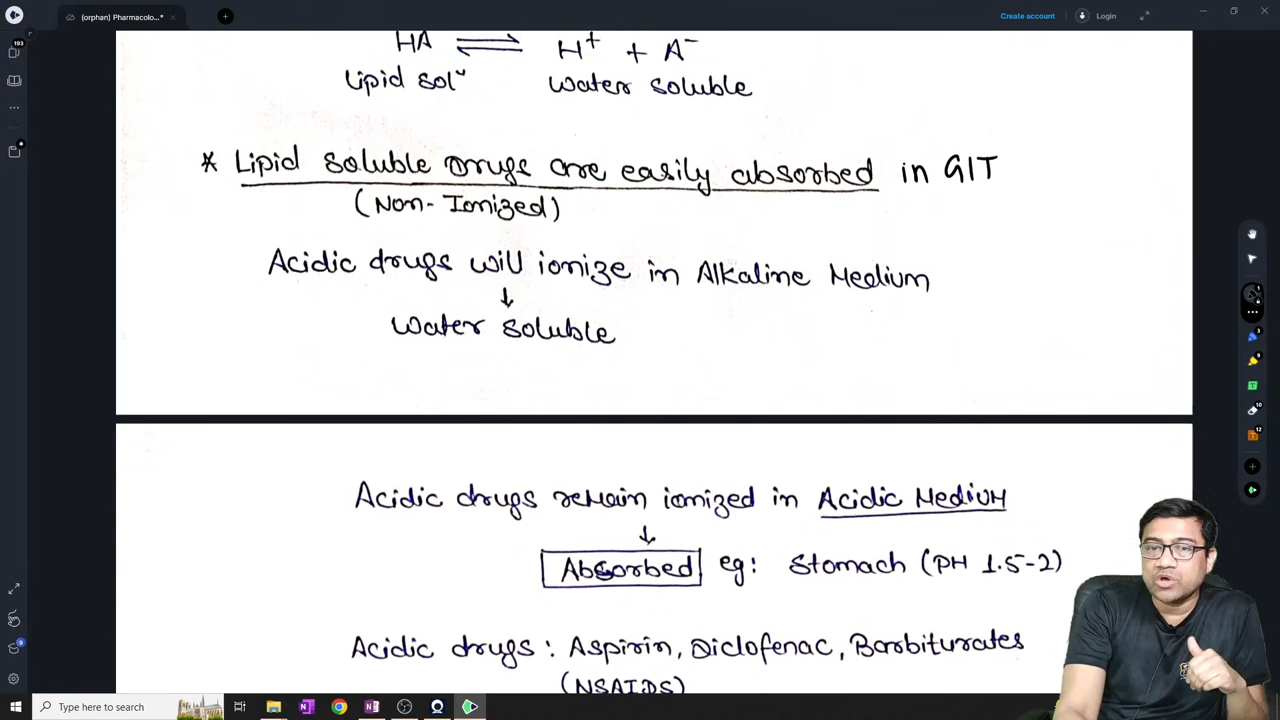 193
(orphan) Pharmacolo...*
Create account
Login
HA ⇌ H⁺ + A⁻
Lipid solᵘ
Water soluble
* Lipid soluble Drugs are easily absorbed in GIT
(Non-Ionized)
Acidic drugs will ionize in Alkaline Medium
↓
Water soluble
Acidic drugs remain ionized in Acidic Medium
↓
Absorbed eg: Stomach (PH 1.5-2)
Acidic drugs : Aspirin, Diclofenac, Barbiturates
(NSAIDS)
Type here to search